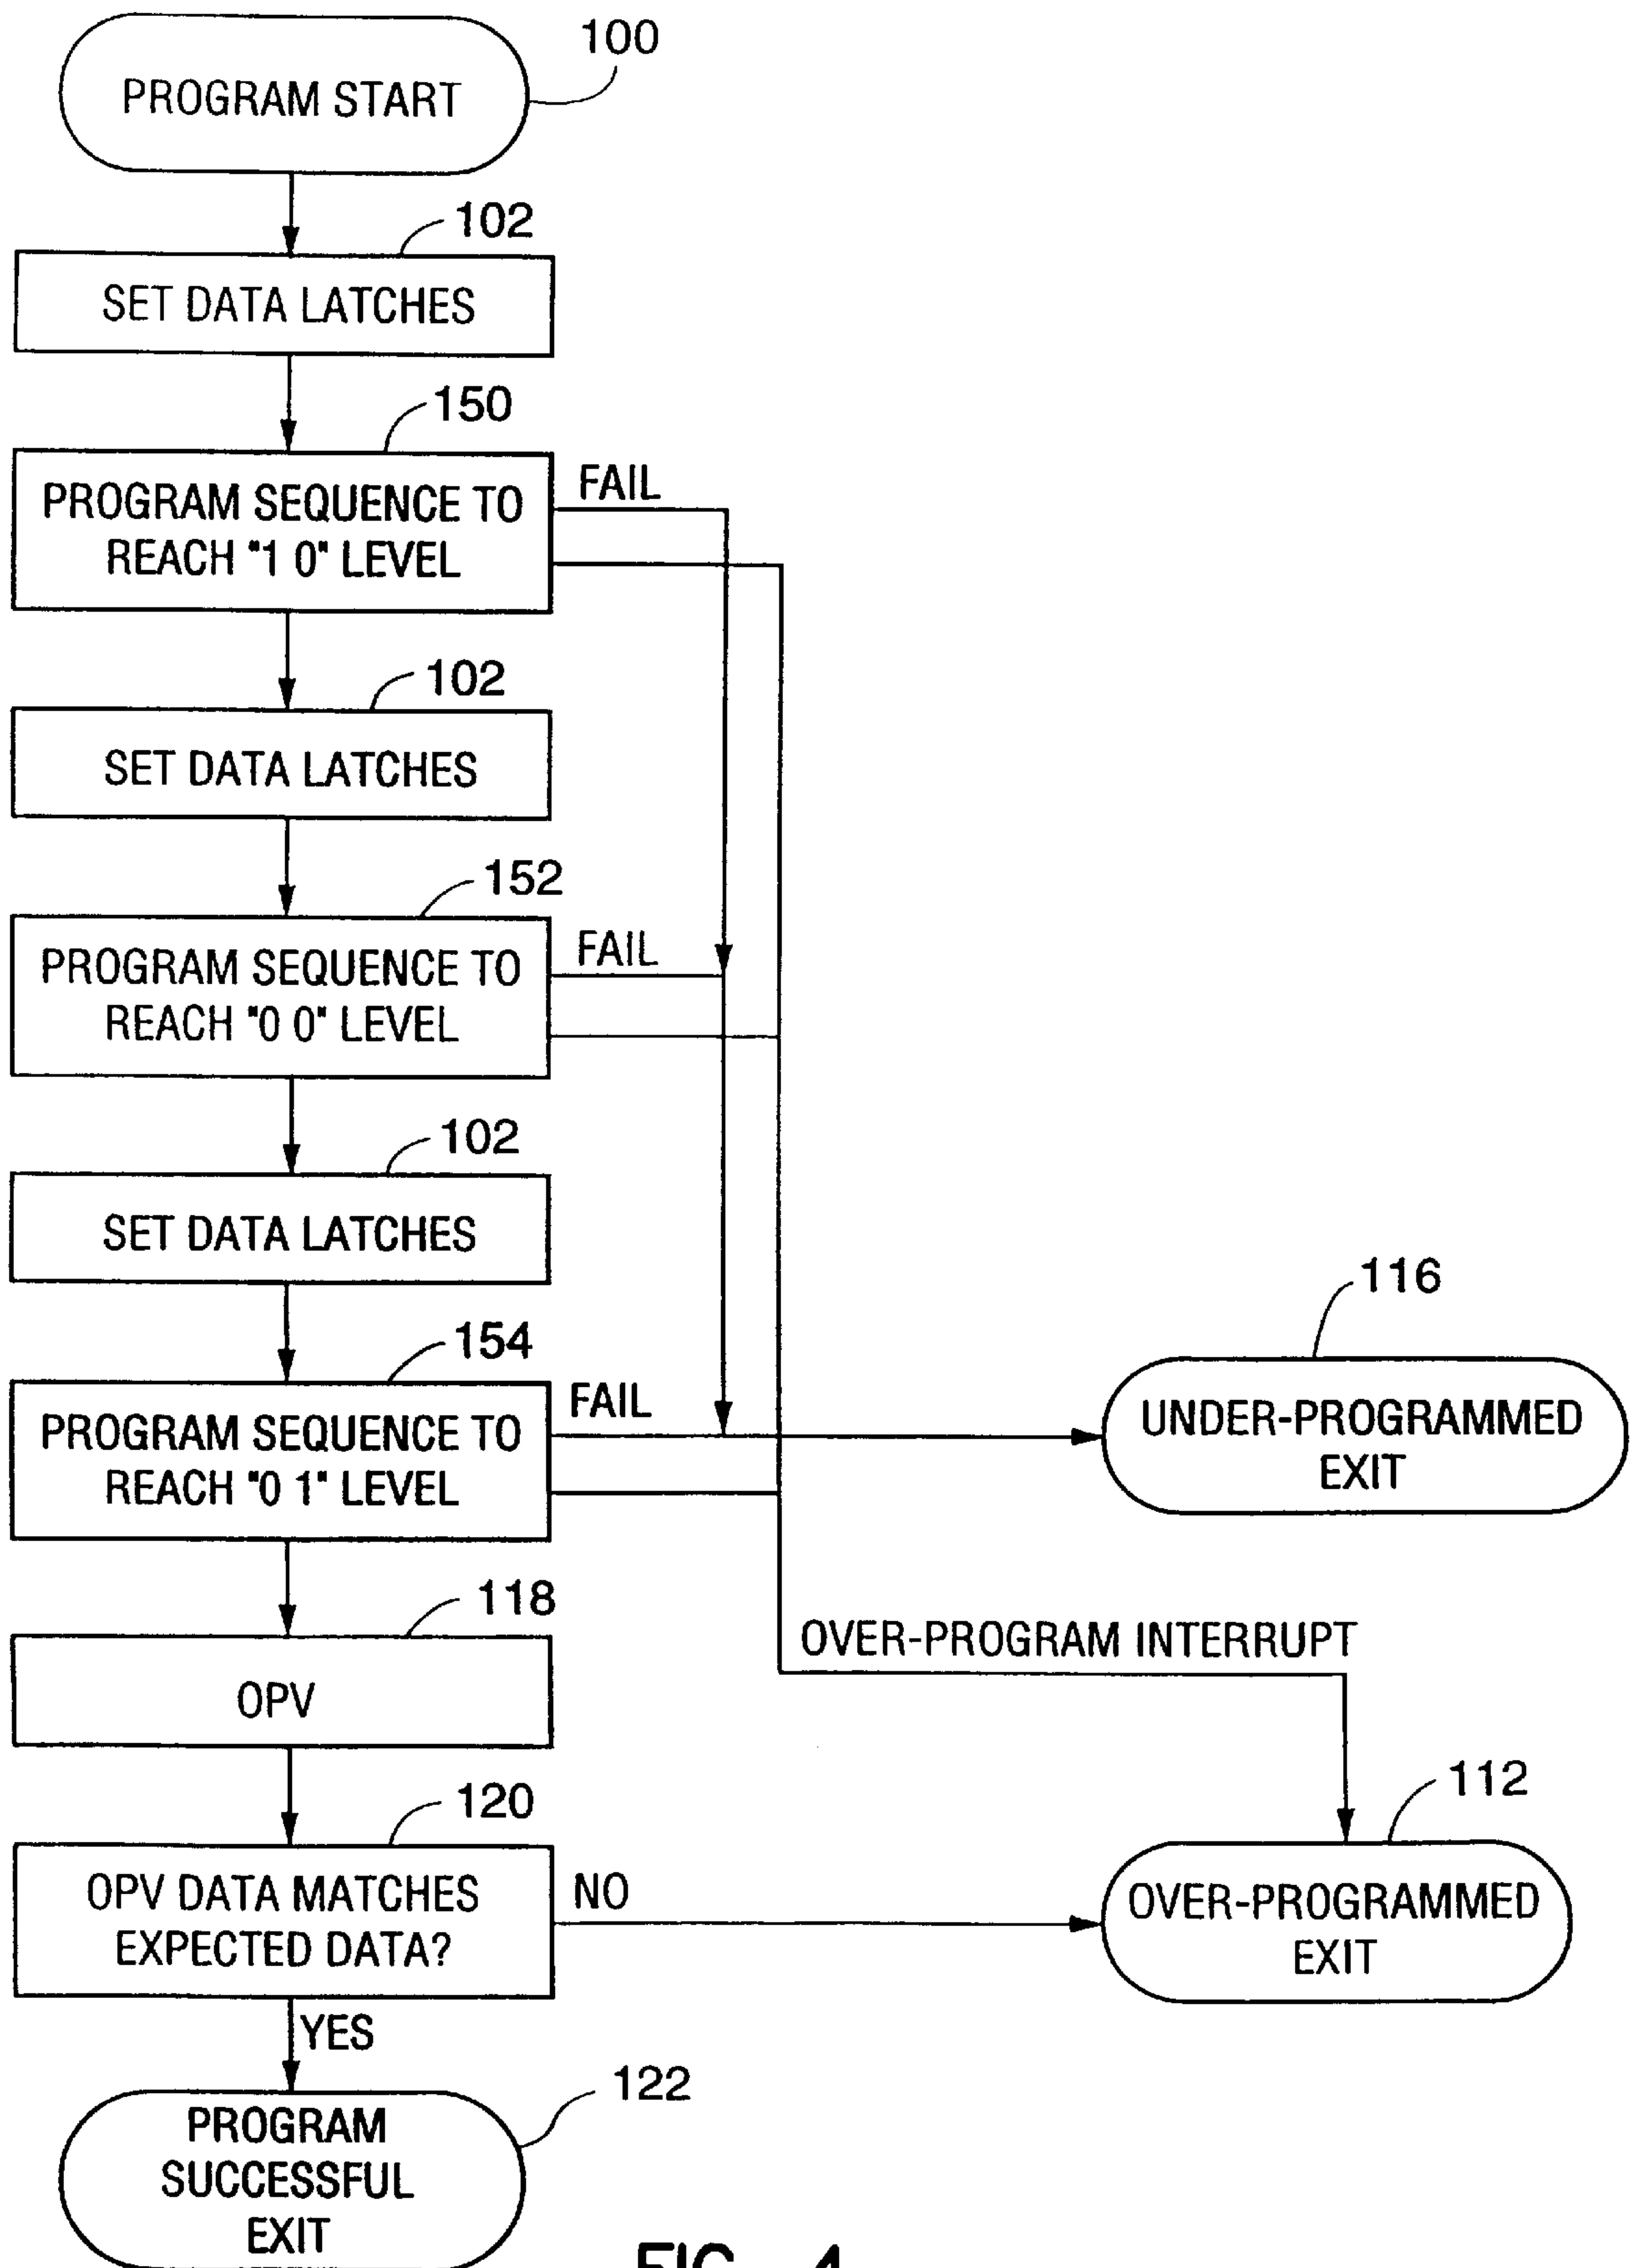 100
PROGRAM START
102
SET DATA LATCHES
150
PROGRAM SEQUENCE TO
REACH "1 0" LEVEL
FAIL
102
SET DATA LATCHES
152
PROGRAM SEQUENCE TO
REACH "0 0" LEVEL
FAIL
102
SET DATA LATCHES
154
PROGRAM SEQUENCE TO
REACH "0 1" LEVEL
FAIL
116
UNDER-PROGRAMMED
EXIT
118
OPV
OVER-PROGRAM INTERRUPT
120
OPV DATA MATCHES
EXPECTED DATA?
NO
112
OVER-PROGRAMMED
EXIT
YES
122
PROGRAM
SUCCESSFUL
EXIT
FIG. 4